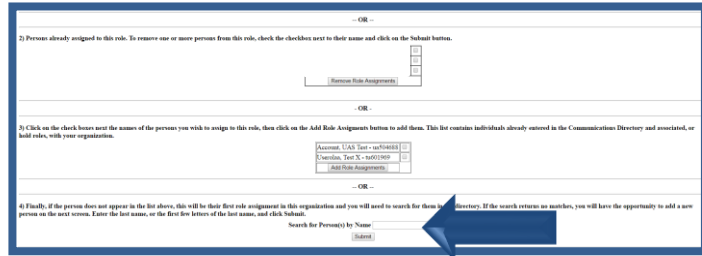 -- OR --
2) Persons already assigned to this role. To remove one or more persons from this role, check the checkbox next to their name and click on the Submit button.
Remove Role Assignments
-- OR --
3) Click on the check boxes next the names of the persons you wish to assign to this role, then click on the Add Role Assigments button to add them. This list contains individuals already entered in the Communications Directory and associated, or
hold roles, with your organization.
Account, UAS Test -
Userolas, Test X - tu601909
Add Role Assignments
-- OR --
4) Finally, if the person does not appear in the list above, this will be their first role assignment in this organization and you will need to search for them in directory. If the search returns no matches, you will have the opportunity to add a new
person on the next screen. Enter the last name, or the first few letters of the last name, and click Submit.
Search for Person(s) by Name
Submit